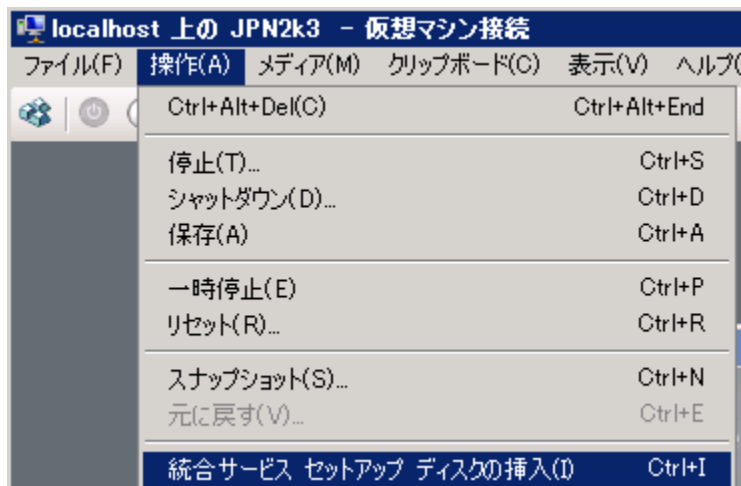 localhost 上の JPN2k3 - 仮想マシン接続
ファイル(F) 操作(A) メディア(M) クリップボード(C) 表示(V) ヘルプ(
Ctrl+Alt+Del(C) Ctrl+Alt+End
停止(T)... Ctrl+S
シャットダウン(D)... Ctrl+D
保存(A) Ctrl+A
一時停止(E) Ctrl+P
リセット(R)... Ctrl+R
スナップショット(S)... Ctrl+N
元に戻す(V)... Ctrl+E
統合サービス セットアップ ディスクの挿入(I) Ctrl+I